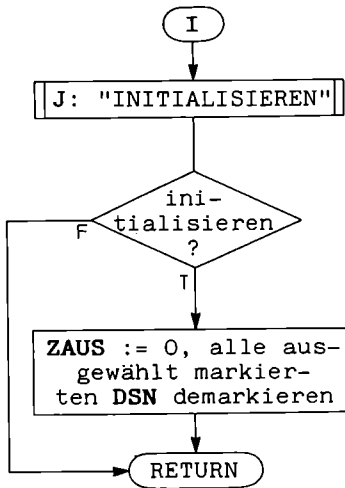 I
J: "INITIALISIEREN"
ini-
tialisieren
?
F
T
ZAUS := 0, alle aus-
gewählt markier-
ten DSN demarkieren
RETURN